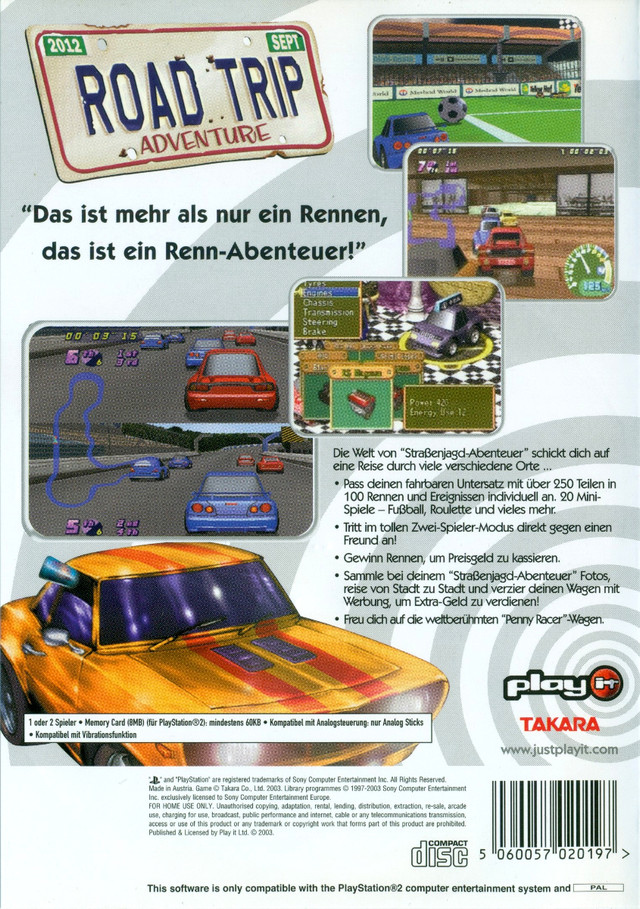 2012 SEPT
ROAD TRIP
ADVENTURE
"Das ist mehr als nur ein Rennen,
das ist ein Renn-Abenteuer!"
Tyres
Engines
Chassis
Transmission
Steering
Brake
Power 420
Energy Use 12
00'09'15
Die Welt von "Straßenjagd-Abenteuer" schickt dich auf
eine Reise durch viele verschiedene Orte ...
• Pass deinen fahrbaren Untersatz mit über 250 Teilen in
100 Rennen und Ereignissen individuell an. 20 Mini-
Spiele – Fußball, Roulette und vieles mehr.
• Tritt im tollen Zwei-Spieler-Modus direkt gegen einen
Freund an!
• Gewinn Rennen, um Preisgeld zu kassieren.
• Sammle bei deinem "Straßenjagd-Abenteuer" Fotos,
reise von Stadt zu Stadt und verzier deinen Wagen mit
Werbung, um Extra-Geld zu verdienen!
• Freu dich auf die weltberühmten "Penny Racer"-Wagen.
play it
TAKARA
www.justplayit.com
1 oder 2 Spieler • Memory Card (8MB) (für PlayStation®2): mindestens 60KB • Kompatibel mit Analogsteuerung: nur Analog Sticks
• Kompatibel mit Vibrationsfunktion
" " and "PlayStation" are registered trademarks of Sony Computer Entertainment Inc. All Rights Reserved.
Made in Austria. Game © Takara Co., Ltd. 2003. Library programmes © 1997-2003 Sony Computer Entertainment
Inc. exclusively licensed to Sony Computer Entertainment Europe.
FOR HOME USE ONLY. Unauthorised copying, adaptation, rental, lending, distribution, extraction, re-sale, arcade
use, charging for use, broadcast, public performance and internet, cable or any telecommunications transmission,
access or use of this product or any trademark or copyright work that forms part of this product are prohibited.
Published & Licensed by Play it Ltd. © 2003.
COMPACT
disc
5 060057 020197 >
This software is only compatible with the PlayStation®2 computer entertainment system and PAL